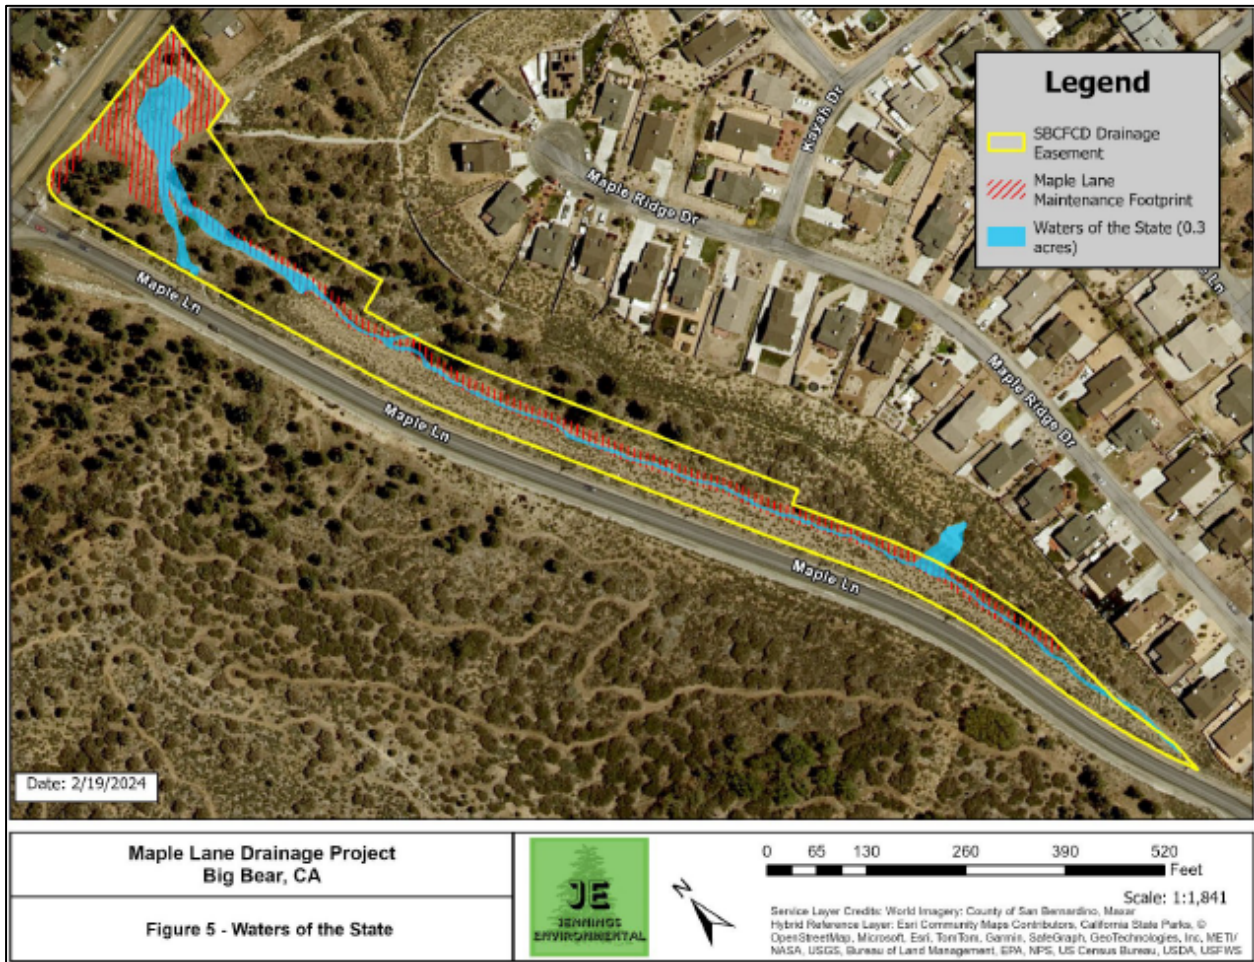 Legend
SBCFCD Drainage
Easement
Maple Lane
Maintenance Footprint
Waters of the State (0.3
acres)
Kayah Dr
Maple Ridge Dr
Ln
Maple Ln
Maple Ridge Dr
Maple Ln
Maple Ln
Date: 2/19/2024
Maple Lane Drainage Project
Big Bear, CA
Figure 5 - Waters of the State
JE
JENNINGS
ENVIRONMENTAL
N
0 65 130 260 390 520
Feet
Scale: 1:1,841
Service Layer Credits: World Imagery: County of San Bernardino, Maxar
Hybrid Reference Layer: Esri Community Maps Contributors, California State Parks, ©
OpenStreetMap, Microsoft, Esri, TomTom, Garmin, SafeGraph, GeoTechnologies, Inc, METI/
NASA, USGS, Bureau of Land Management, EPA, NPS, US Census Bureau, USDA, USFWS